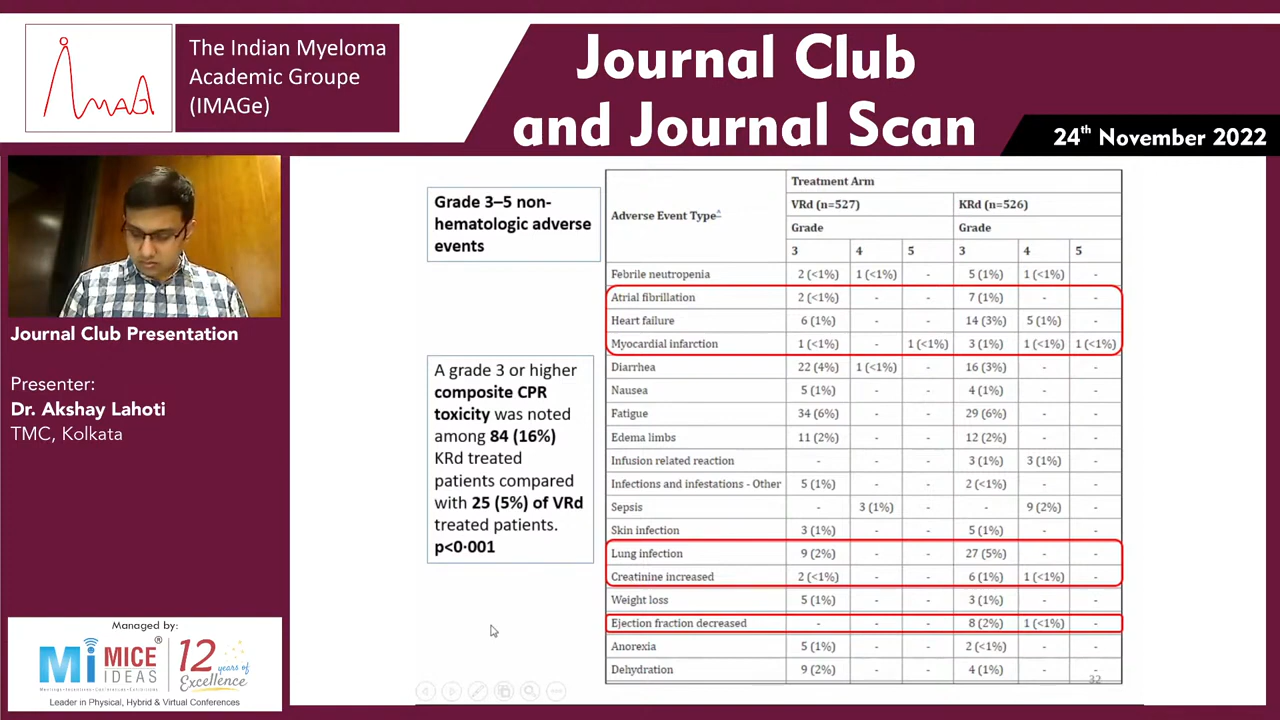 The Indian Myeloma
Academic Groupe
(IMAGe)
Journal Club
and Journal Scan
24th November 2022
Journal Club Presentation
Presenter:
Dr. Akshay Lahoti
TMC, Kolkata
Managed by:
Mi MICE IDEAS
12 years of Excellence
Leader in Physical, Hybrid & Virtual Conferences
Grade 3–5 non-
hematologic adverse
events
A grade 3 or higher
composite CPR
toxicity was noted
among 84 (16%)
KRd treated
patients compared
with 25 (5%) of VRd
treated patients.
p<0·001
Treatment Arm
Adverse Event Type^ VRd (n=527) KRd (n=526)
Grade Grade
3 4 5 3 4 5
Febrile neutropenia 2 (<1%) 1 (<1%) - 5 (1%) 1 (<1%) -
Atrial fibrillation 2 (<1%) - - 7 (1%) - -
Heart failure 6 (1%) - - 14 (3%) 5 (1%) -
Myocardial infarction 1 (<1%) - 1 (<1%) 3 (1%) 1 (<1%) 1 (<1%)
Diarrhea 22 (4%) 1 (<1%) - 16 (3%) - -
Nausea 5 (1%) - - 4 (1%) - -
Fatigue 34 (6%) - - 29 (6%) - -
Edema limbs 11 (2%) - - 12 (2%) - -
Infusion related reaction - - - 3 (1%) 3 (1%) -
Infections and infestations - Other 5 (1%) - - 2 (<1%) - -
Sepsis - 3 (1%) - - 9 (2%) -
Skin infection 3 (1%) - - 5 (1%) - -
Lung infection 9 (2%) - - 27 (5%) - -
Creatinine increased 2 (<1%) - - 6 (1%) 1 (<1%) -
Weight loss 5 (1%) - - 3 (1%) - -
Ejection fraction decreased - - - 8 (2%) 1 (<1%) -
Anorexia 5 (1%) - - 2 (<1%) - -
Dehydration 9 (2%) - - 4 (1%) - -
32